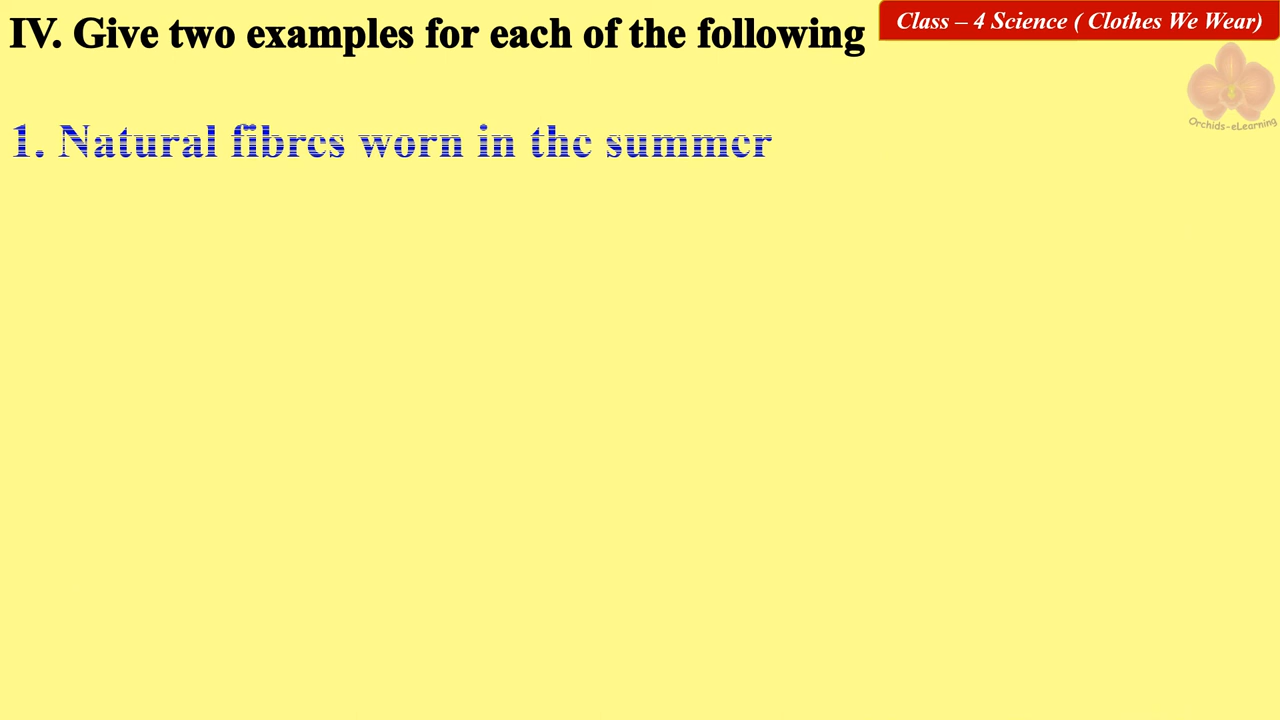 IV. Give two examples for each of the following
Class – 4 Science ( Clothes We Wear)
Orchids-eLearning
1. Natural fibres worn in the summer